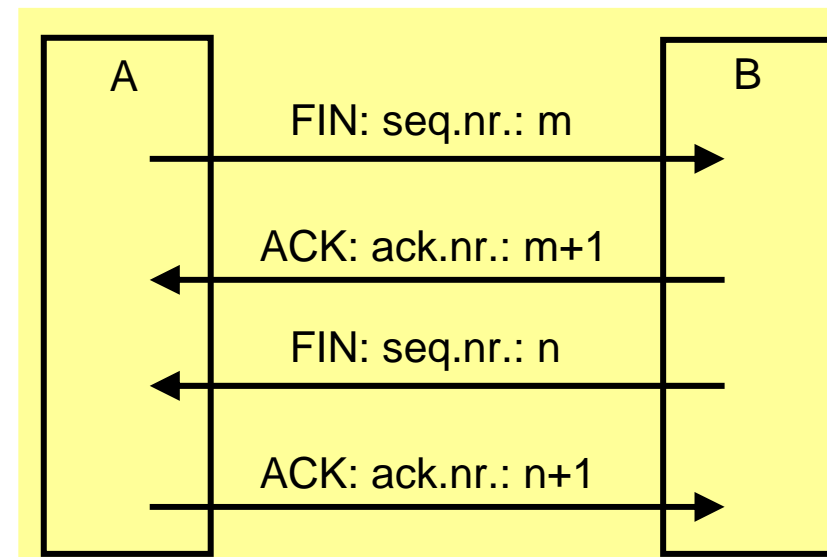 A
B
FIN: seq.nr.: m
ACK: ack.nr.: m+1
FIN: seq.nr.: n
ACK: ack.nr.: n+1